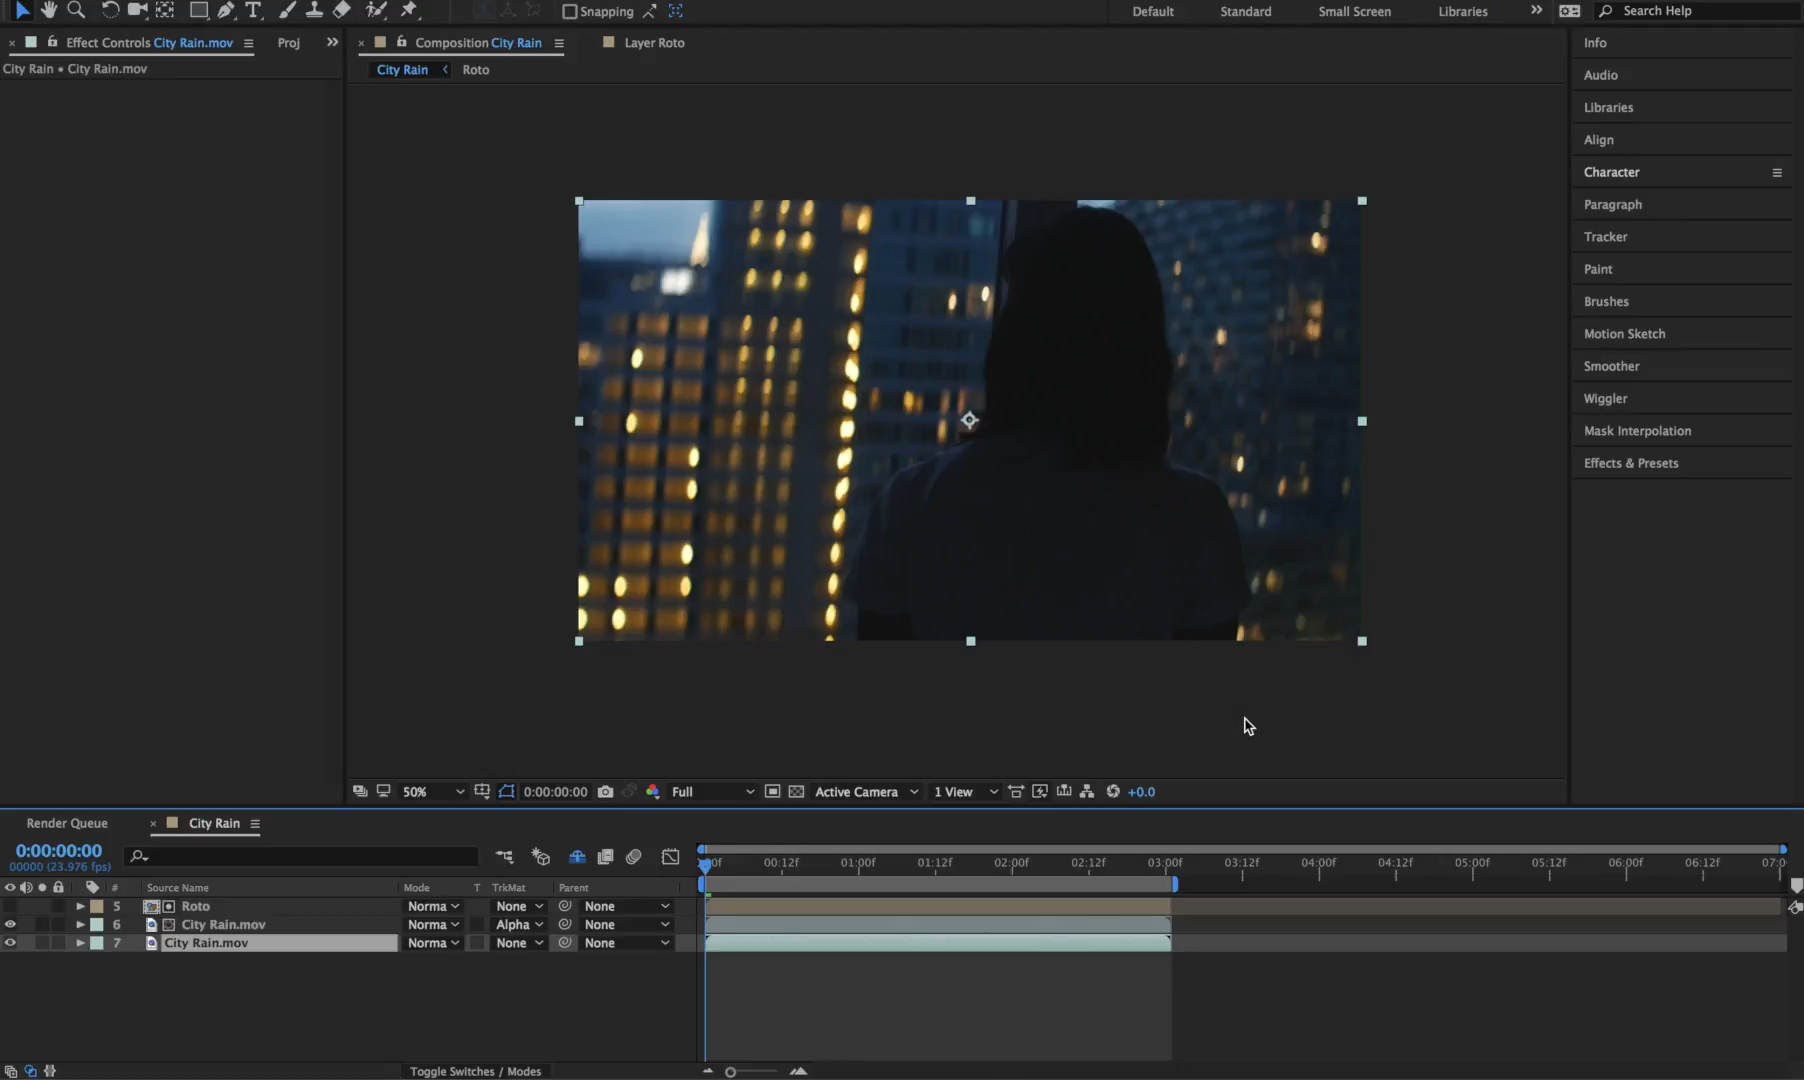 Snapping
Default
Standard
Small Screen
Libraries
Search Help
Effect Controls City Rain.mov
Proj
Composition City Rain
Layer Roto
City Rain • City Rain.mov
City Rain
Roto
Info
Audio
Libraries
Align
Character
Paragraph
Tracker
Paint
Brushes
Motion Sketch
Smoother
Wiggler
Mask Interpolation
Effects & Presets
50%
0:00:00:00
Full
Active Camera
1 View
+0.0
Render Queue
City Rain
0:00:00:00
00000 (23.976 fps)
00f 00:12f 01:00f 01:12f 02:00f 02:12f 03:00f 03:12f 04:00f 04:12f 05:00f 05:12f 06:00f 06:12f 07:0
# Source Name Mode T TrkMat Parent
5 Roto Norma None None
6 City Rain.mov Norma Alpha None
7 City Rain.mov Norma None None
Toggle Switches / Modes